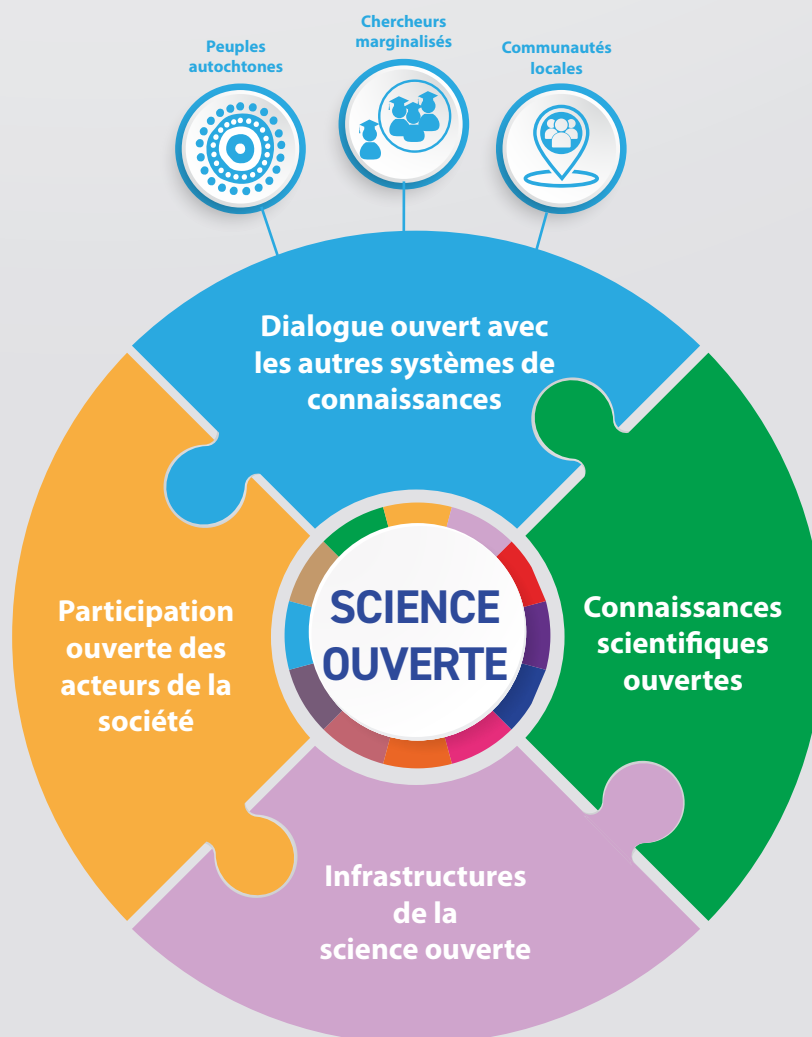 Peuples
autochtones
Chercheurs
marginalisés
Communautés
locales
Dialogue ouvert avec
les autres systèmes de
connaissances
Participation
ouverte des
acteurs de la
société
SCIENCE
OUVERTE
Connaissances
scientifiques
ouvertes
Infrastructures
de la
science ouverte